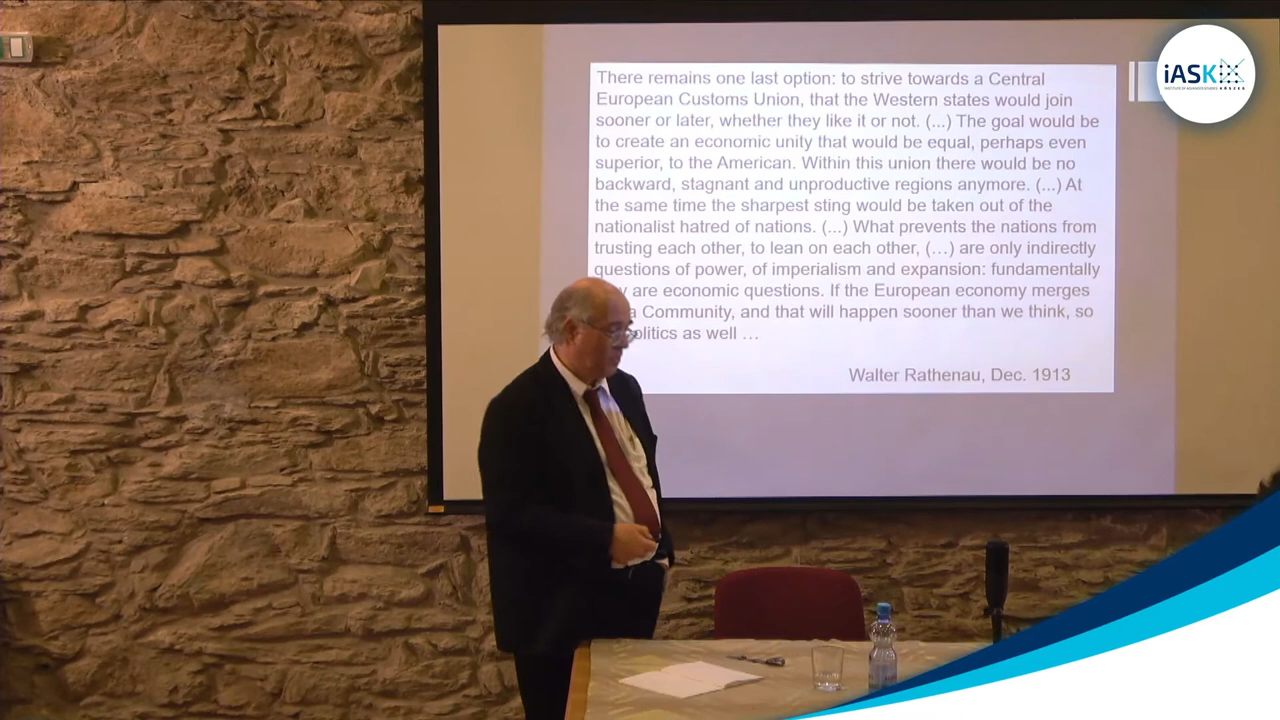 There remains one last option: to strive towards a Central
European Customs Union, that the Western states would join
sooner or later, whether they like it or not. (...) The goal would be
to create an economic unity that would be equal, perhaps even
superior, to the American. Within this union there would be no
backward, stagnant and unproductive regions anymore. (...) At
the same time the sharpest sting would be taken out of the
nationalist hatred of nations. (...) What prevents the nations from
trusting each other, to lean on each other, (…) are only indirectly
questions of power, of imperialism and expansion: fundamentally
are economic questions. If the European economy merges
a Community, and that will happen sooner than we think, so
politics as well …
Walter Rathenau, Dec. 1913
iASK
INSTITUTE OF ADVANCED STUDIES KŐSZEG